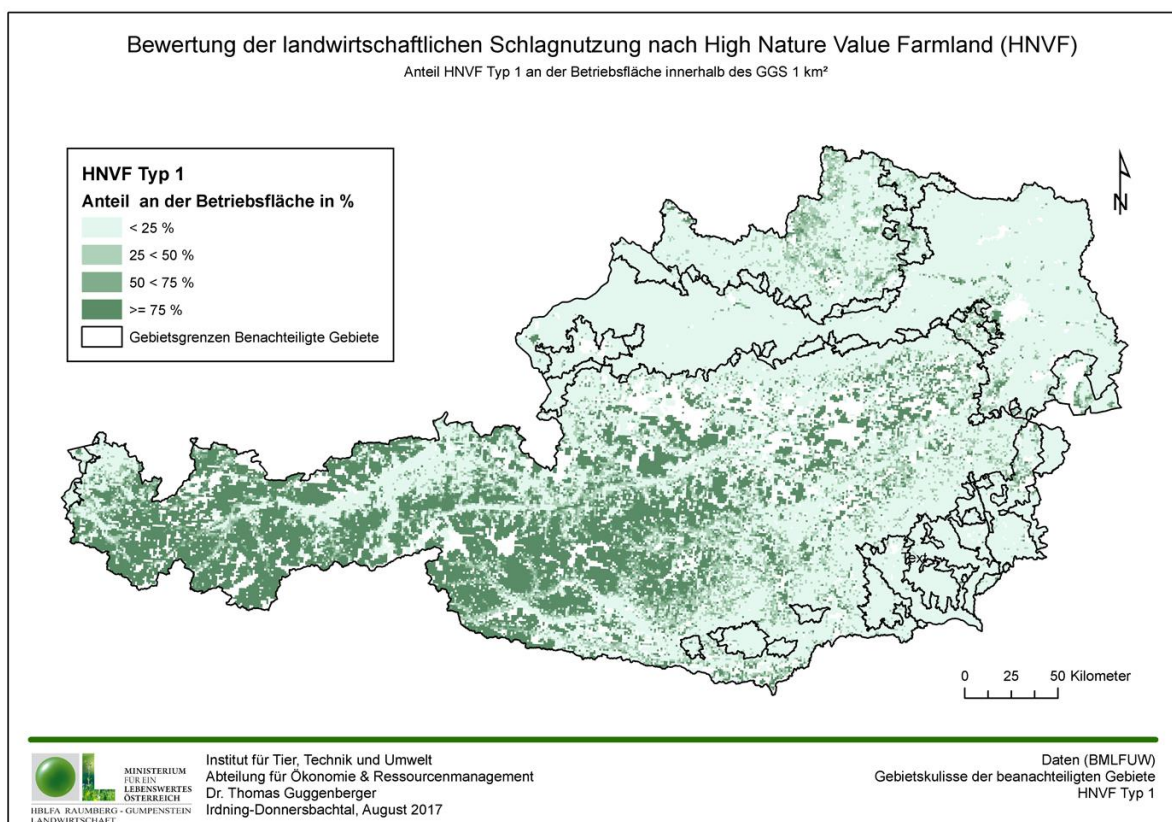 Bewertung der landwirtschaftlichen Schlagnutzung nach High Nature Value Farmland (HNVF)
Anteil HNVF Typ 1 an der Betriebsfläche innerhalb des GGS 1 km²
HNVF Typ 1
Anteil an der Betriebsfläche in %
< 25 %
25 < 50 %
50 < 75 %
>= 75 %
Gebietsgrenzen Benachteiligte Gebiete
N
Text
0 25 50 Kilometer
MINISTERIUM
FÜR EIN
LEBENSWERTES
ÖSTERREICH
HBLFA RAUMBERG - GUMPENSTEIN
LANDWIRTSCHAFT
Institut für Tier, Technik und Umwelt
Abteilung für Ökonomie & Ressourcenmanagement
Dr. Thomas Guggenberger
Irdning-Donnersbachtal, August 2017
Daten (BMLFUW)
Gebietskulisse der beanachteiligten Gebiete
HNVF Typ 1